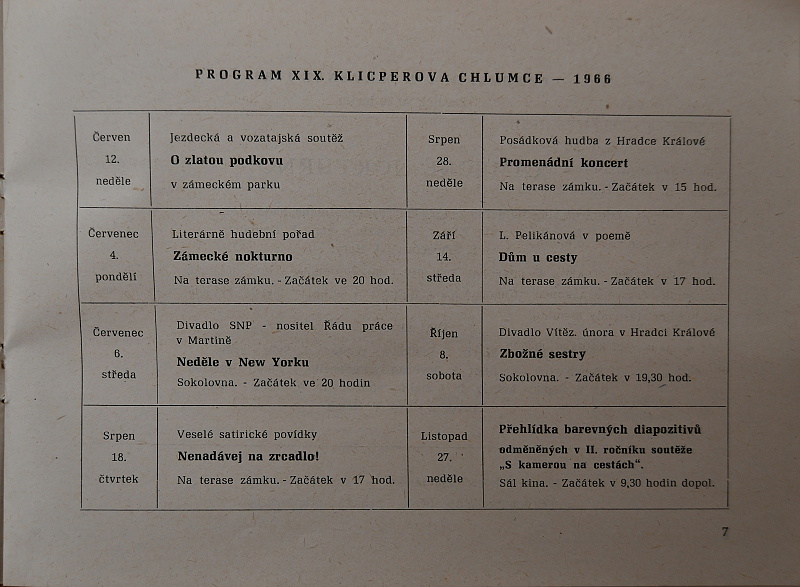 PROGRAM XIX. KLICPEROVA CHLUMCE — 1966
Červen
12.
neděle
Jezdecká a vozatajská soutěž
O zlatou podkovu
v zámeckém parku
Červenec
4.
pondělí
Literárně hudební pořad
Zámecké nokturno
Na terase zámku. - Začátek ve 20 hod.
Červenec
6.
středa
Divadlo SNP - nositel Řádu práce
v Martině
Neděle v New Yorku
Sokolovna. - Začátek ve 20 hodin
Srpen
18.
čtvrtek
Veselé satirické povídky
Nenadávej na zrcadlo!
Na terase zámku. - Začátek v 17 hod.
Srpen
28.
neděle
Posádková hudba z Hradce Králové
Promenádní koncert
Na terase zámku. - Začátek v 15 hod.
Září
14.
středa
L. Pelikánová v poemě
Dům u cesty
Na terase zámku. - Začátek v 17 hod.
Říjen
8.
sobota
Divadlo Vítěz. února v Hradci Králové
Zbožné sestry
Sokolovna. - Začátek v 19,30 hod.
Listopad
27.
neděle
Přehlídka barevných diapozitivů
odměněných v II. ročníku soutěže
„S kamerou na cestách“.
Sál kina. - Začátek v 9,30 hodin dopol.
7